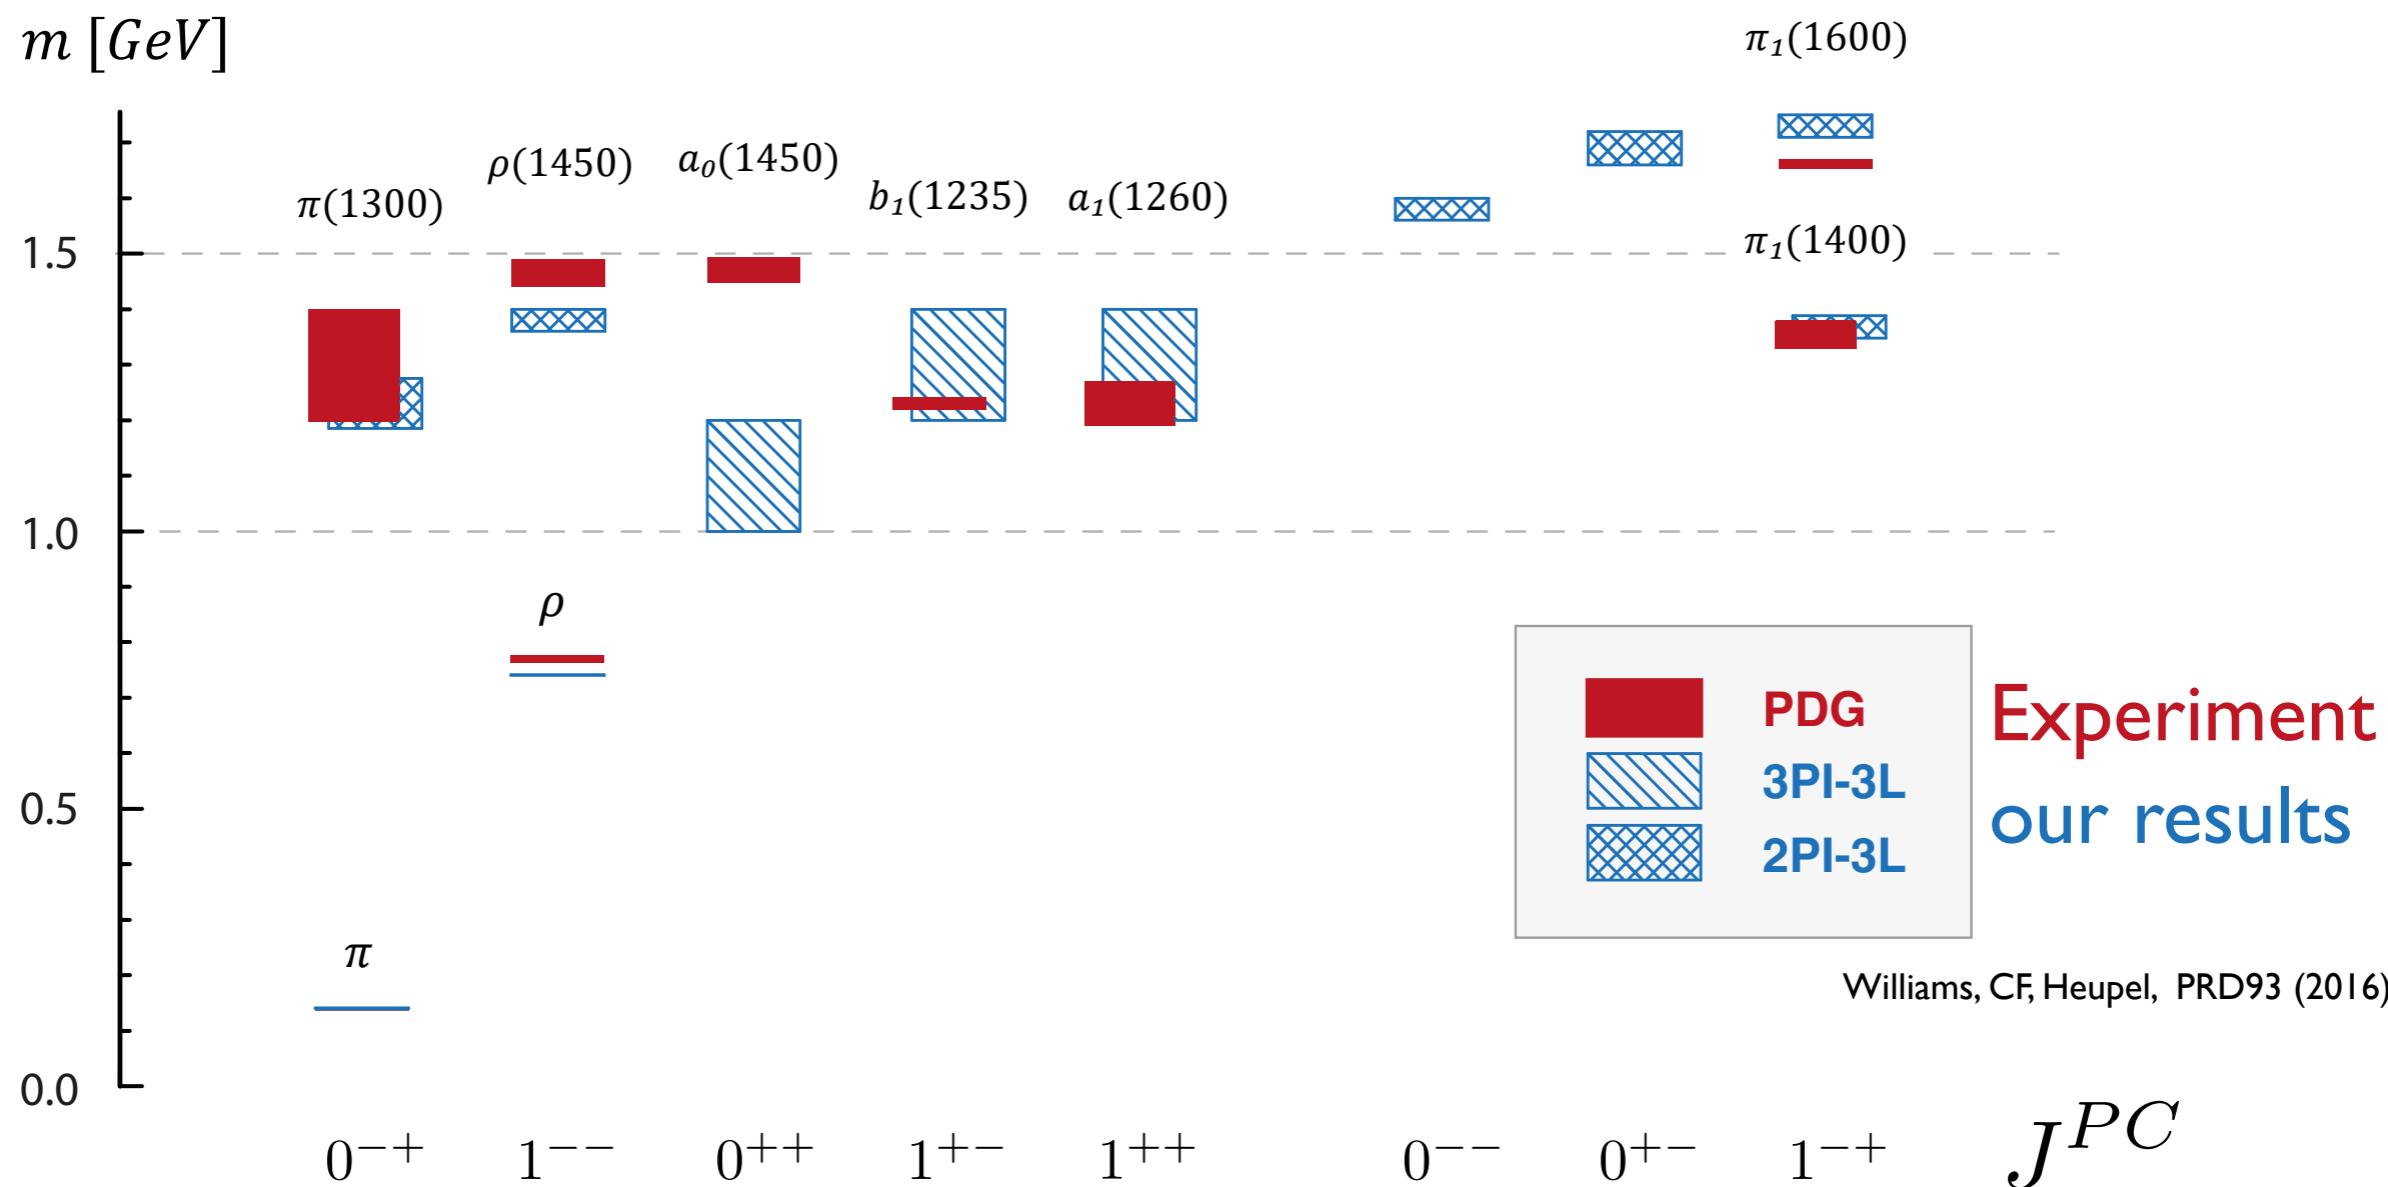 m [GeV]
π₁(1600)
ρ(1450)
a₀(1450)
π(1300)
b₁(1235)
a₁(1260)
1.5
π₁(1400)
1.0
ρ
PDG
Experiment
3PI-3L
0.5
our results
2PI-3L
π
Williams, CF, Heupel, PRD93 (2016)
0.0
0⁻⁺ 1⁻⁻ 0⁺⁺ 1⁺⁻ 1⁺⁺ 0⁻⁻ 0⁺⁻ 1⁻⁺ J^{PC}